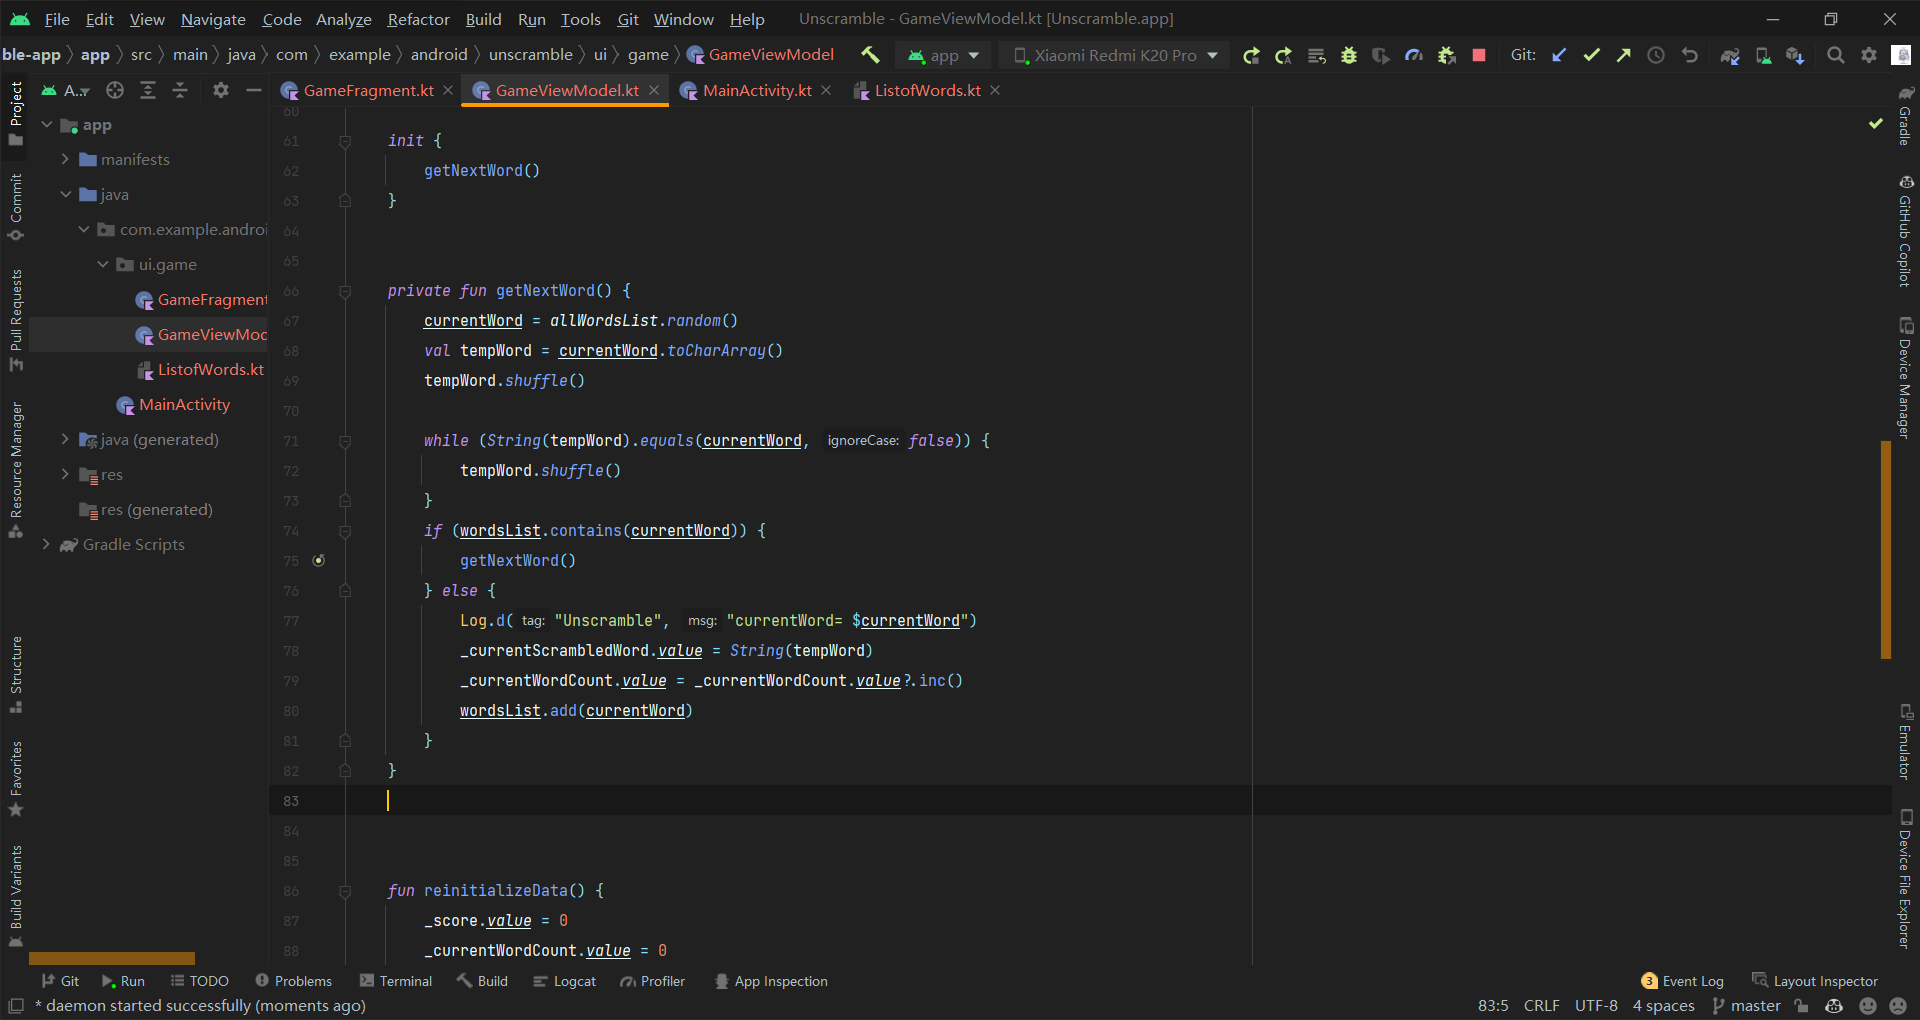 File Edit View Navigate Code Analyze Refactor Build Run Tools Git Window Help Unscramble - GameViewModel.kt [Unscramble.app]
ble-app app src main java com example android unscramble ui game GameViewModel app Xiaomi Redmi K20 Pro Git:
A... GameFragment.kt GameViewModel.kt MainActivity.kt ListofWords.kt
Project
Commit
Pull Requests
Resource Manager
Structure
Favorites
Build Variants
app
manifests
java
com.example.androi
ui.game
GameFragment
GameViewMod
ListofWords.kt
MainActivity
java (generated)
res
res (generated)
Gradle Scripts
60
61 init {
62 getNextWord()
63 }
64
65
66 private fun getNextWord() {
67 currentWord = allWordsList.random()
68 val tempWord = currentWord.toCharArray()
69 tempWord.shuffle()
70
71 while (String(tempWord).equals(currentWord, ignoreCase: false)) {
72 tempWord.shuffle()
73 }
74 if (wordsList.contains(currentWord)) {
75 getNextWord()
76 } else {
77 Log.d( tag: "Unscramble", msg: "currentWord= $currentWord")
78 _currentScrambledWord.value = String(tempWord)
79 _currentWordCount.value = _currentWordCount.value?.inc()
80 wordsList.add(currentWord)
81 }
82 }
83
84
85
86 fun reinitializeData() {
87 _score.value = 0
88 _currentWordCount.value = 0
Gradle
GitHub Copilot
Device Manager
Emulator
Device File Explorer
Git Run TODO Problems Terminal Build Logcat Profiler App Inspection 3 Event Log Layout Inspector
* daemon started successfully (moments ago) 83:5 CRLF UTF-8 4 spaces master